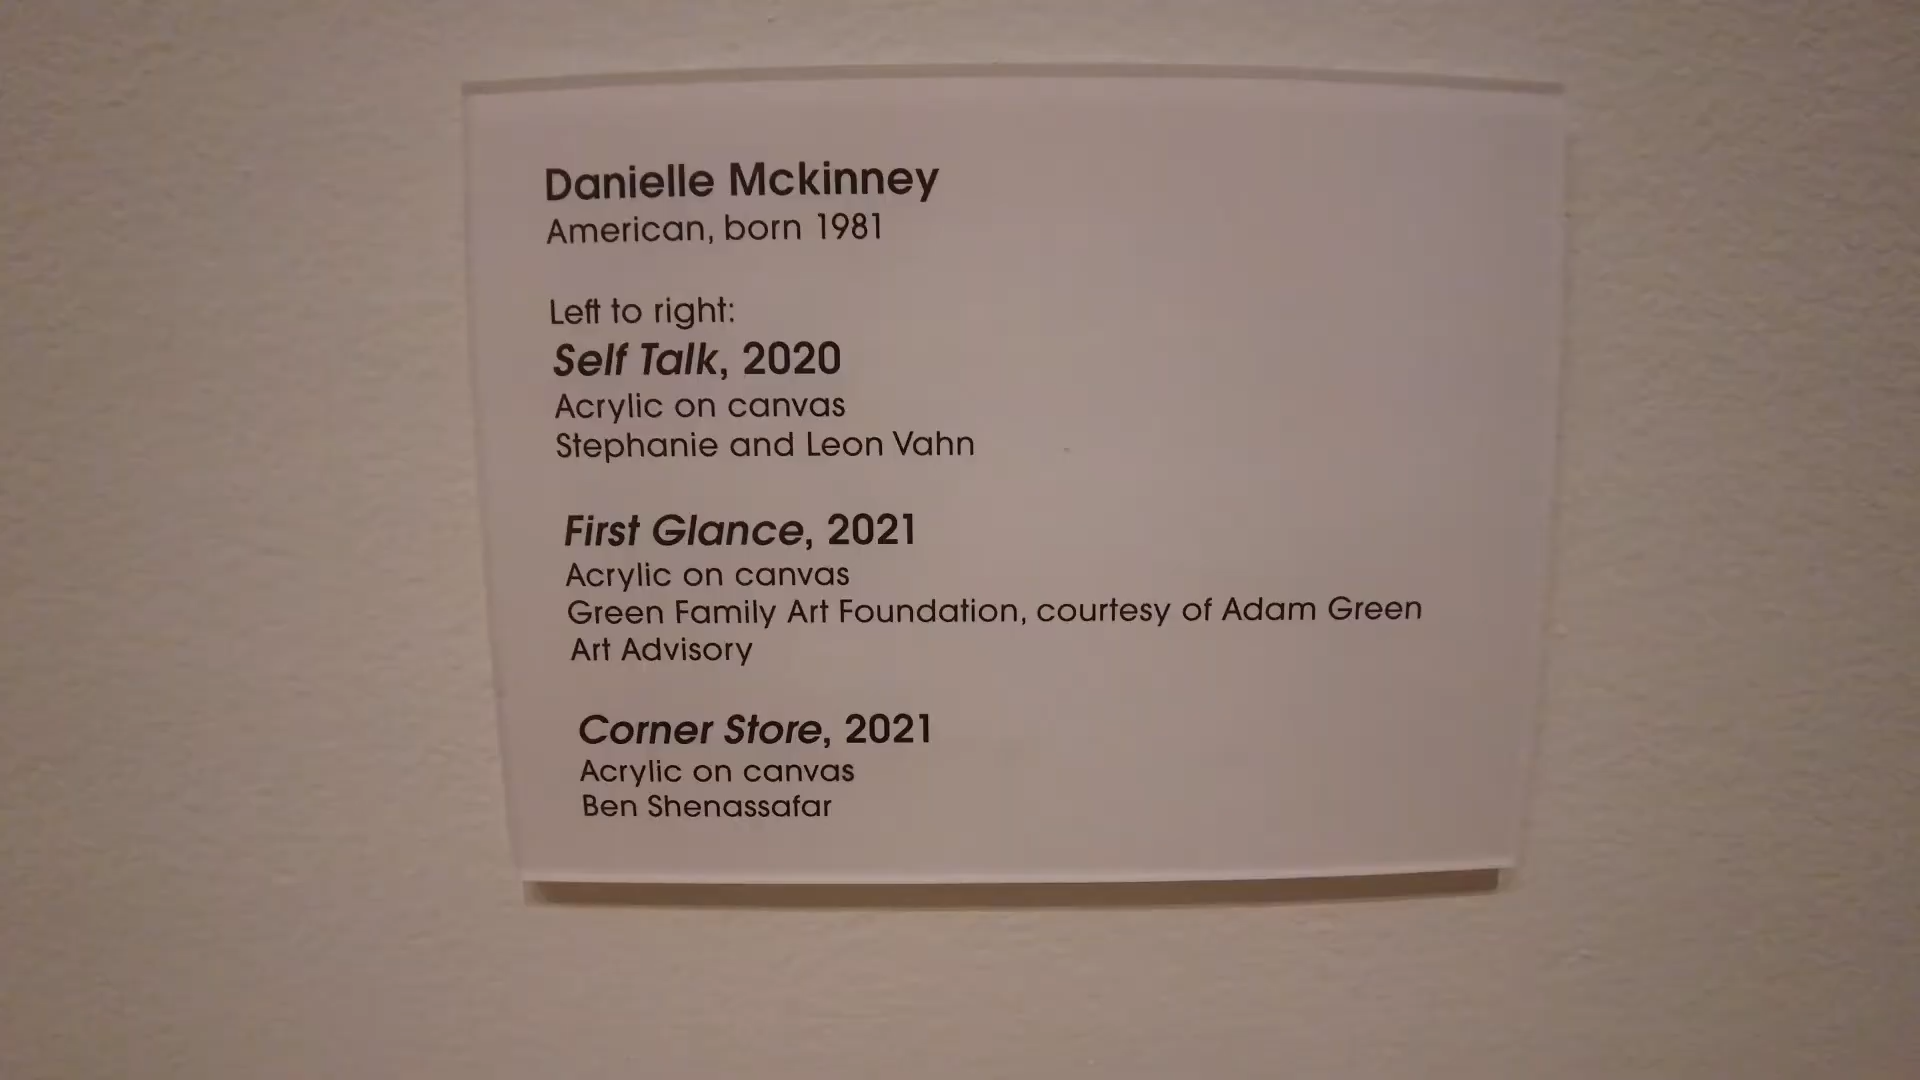 Danielle Mckinney
American, born 1981
Left to right:
Self Talk, 2020
Acrylic on canvas
Stephanie and Leon Vahn
First Glance, 2021
Acrylic on canvas
Green Family Art Foundation, courtesy of Adam Green
Art Advisory
Corner Store, 2021
Acrylic on canvas
Ben Shenassafar